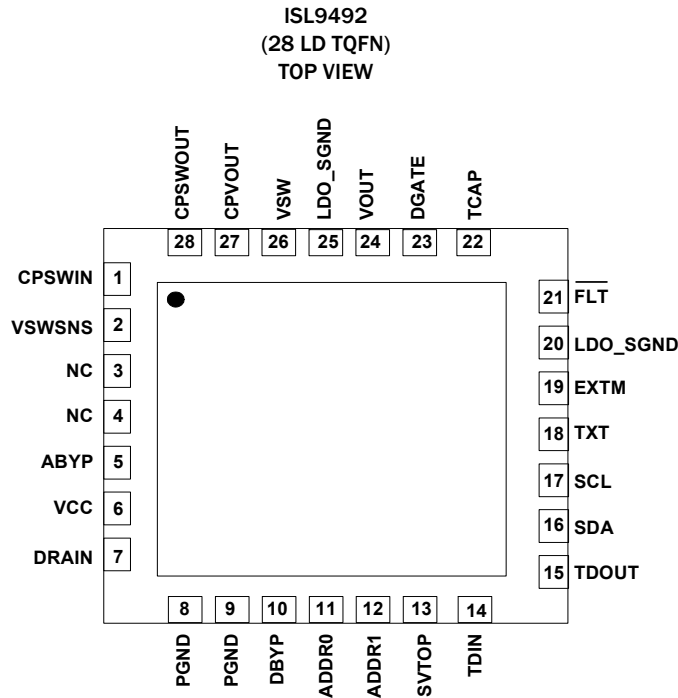 ISL9492
(28 LD TQFN)
TOP VIEW
CPSWOUT
CPVOUT
VSW
LDO_SGND
VOUT
DGATE
TCAP
28
27
26
25
24
23
22
CPSWIN 1
VSWSNS 2
NC 3
NC 4
ABYP 5
VCC 6
DRAIN 7
21 FLT
20 LDO_SGND
19 EXTM
18 TXT
17 SCL
16 SDA
15 TDOUT
8
9
10
11
12
13
14
PGND
PGND
DBYP
ADDR0
ADDR1
SVTOP
TDIN